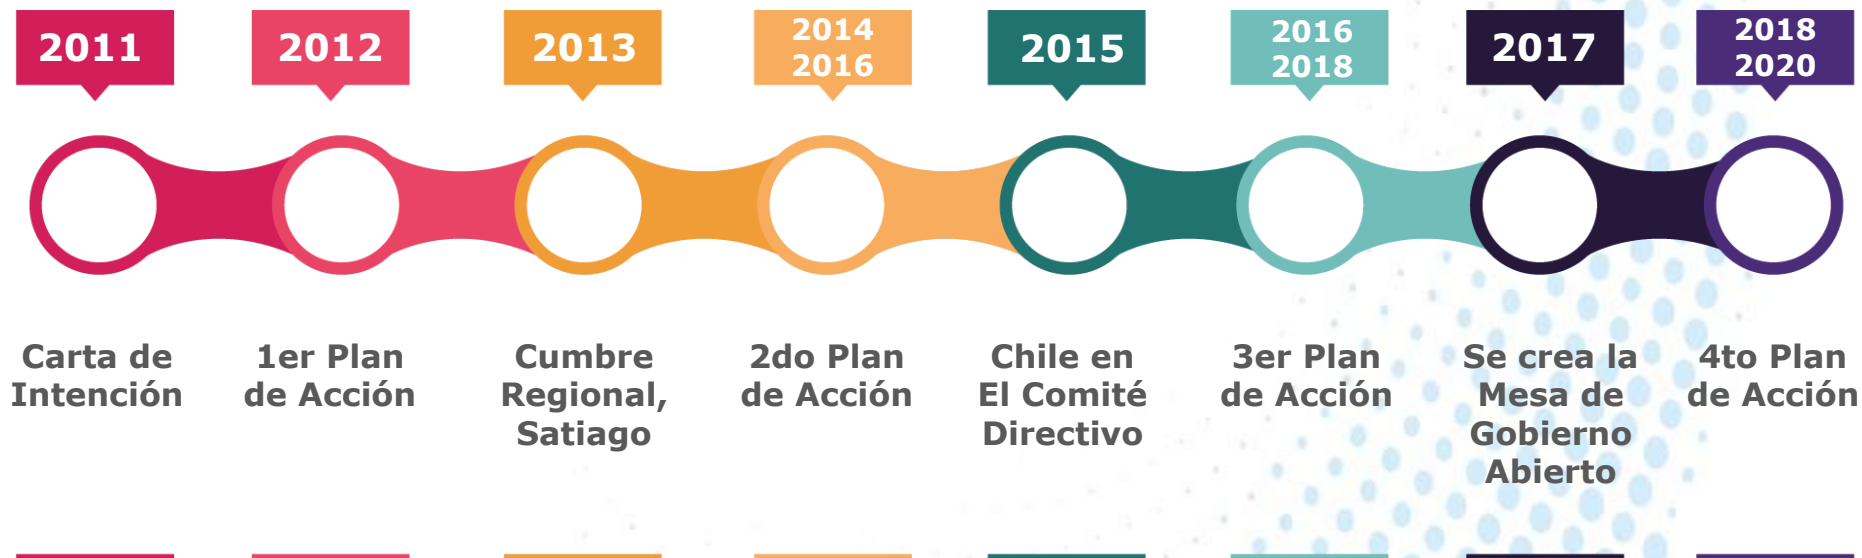 2011
2012
2013
2014
2016
2015
2016
2018
2017
2018
2020
Carta de
Intención
1er Plan
de Acción
Cumbre
Regional,
Satiago
2do Plan
de Acción
Chile en
El Comité
Directivo
3er Plan
de Acción
Se crea la
Mesa de
Gobierno
Abierto
4to Plan
de Acción